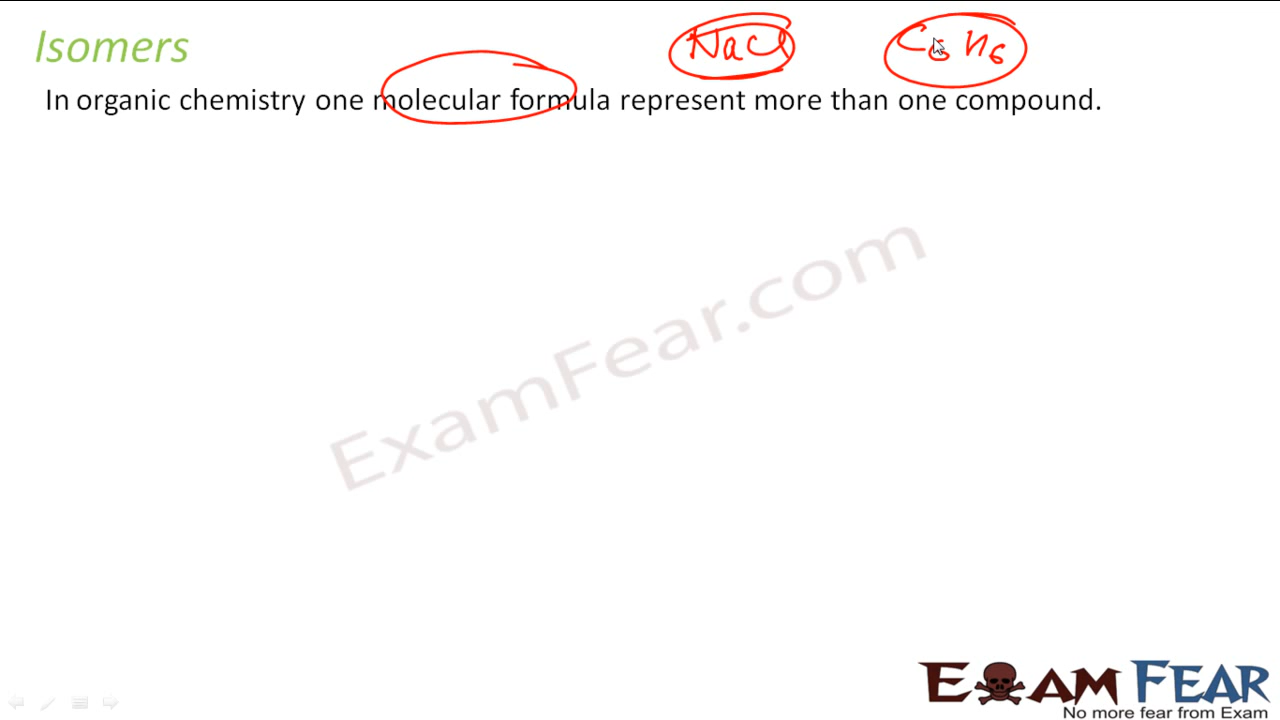 Isomers
NaCl C6H6
In organic chemistry one molecular formula represent more than one compound.
ExamFear.com
EXAM FEAR
No more fear from Exam